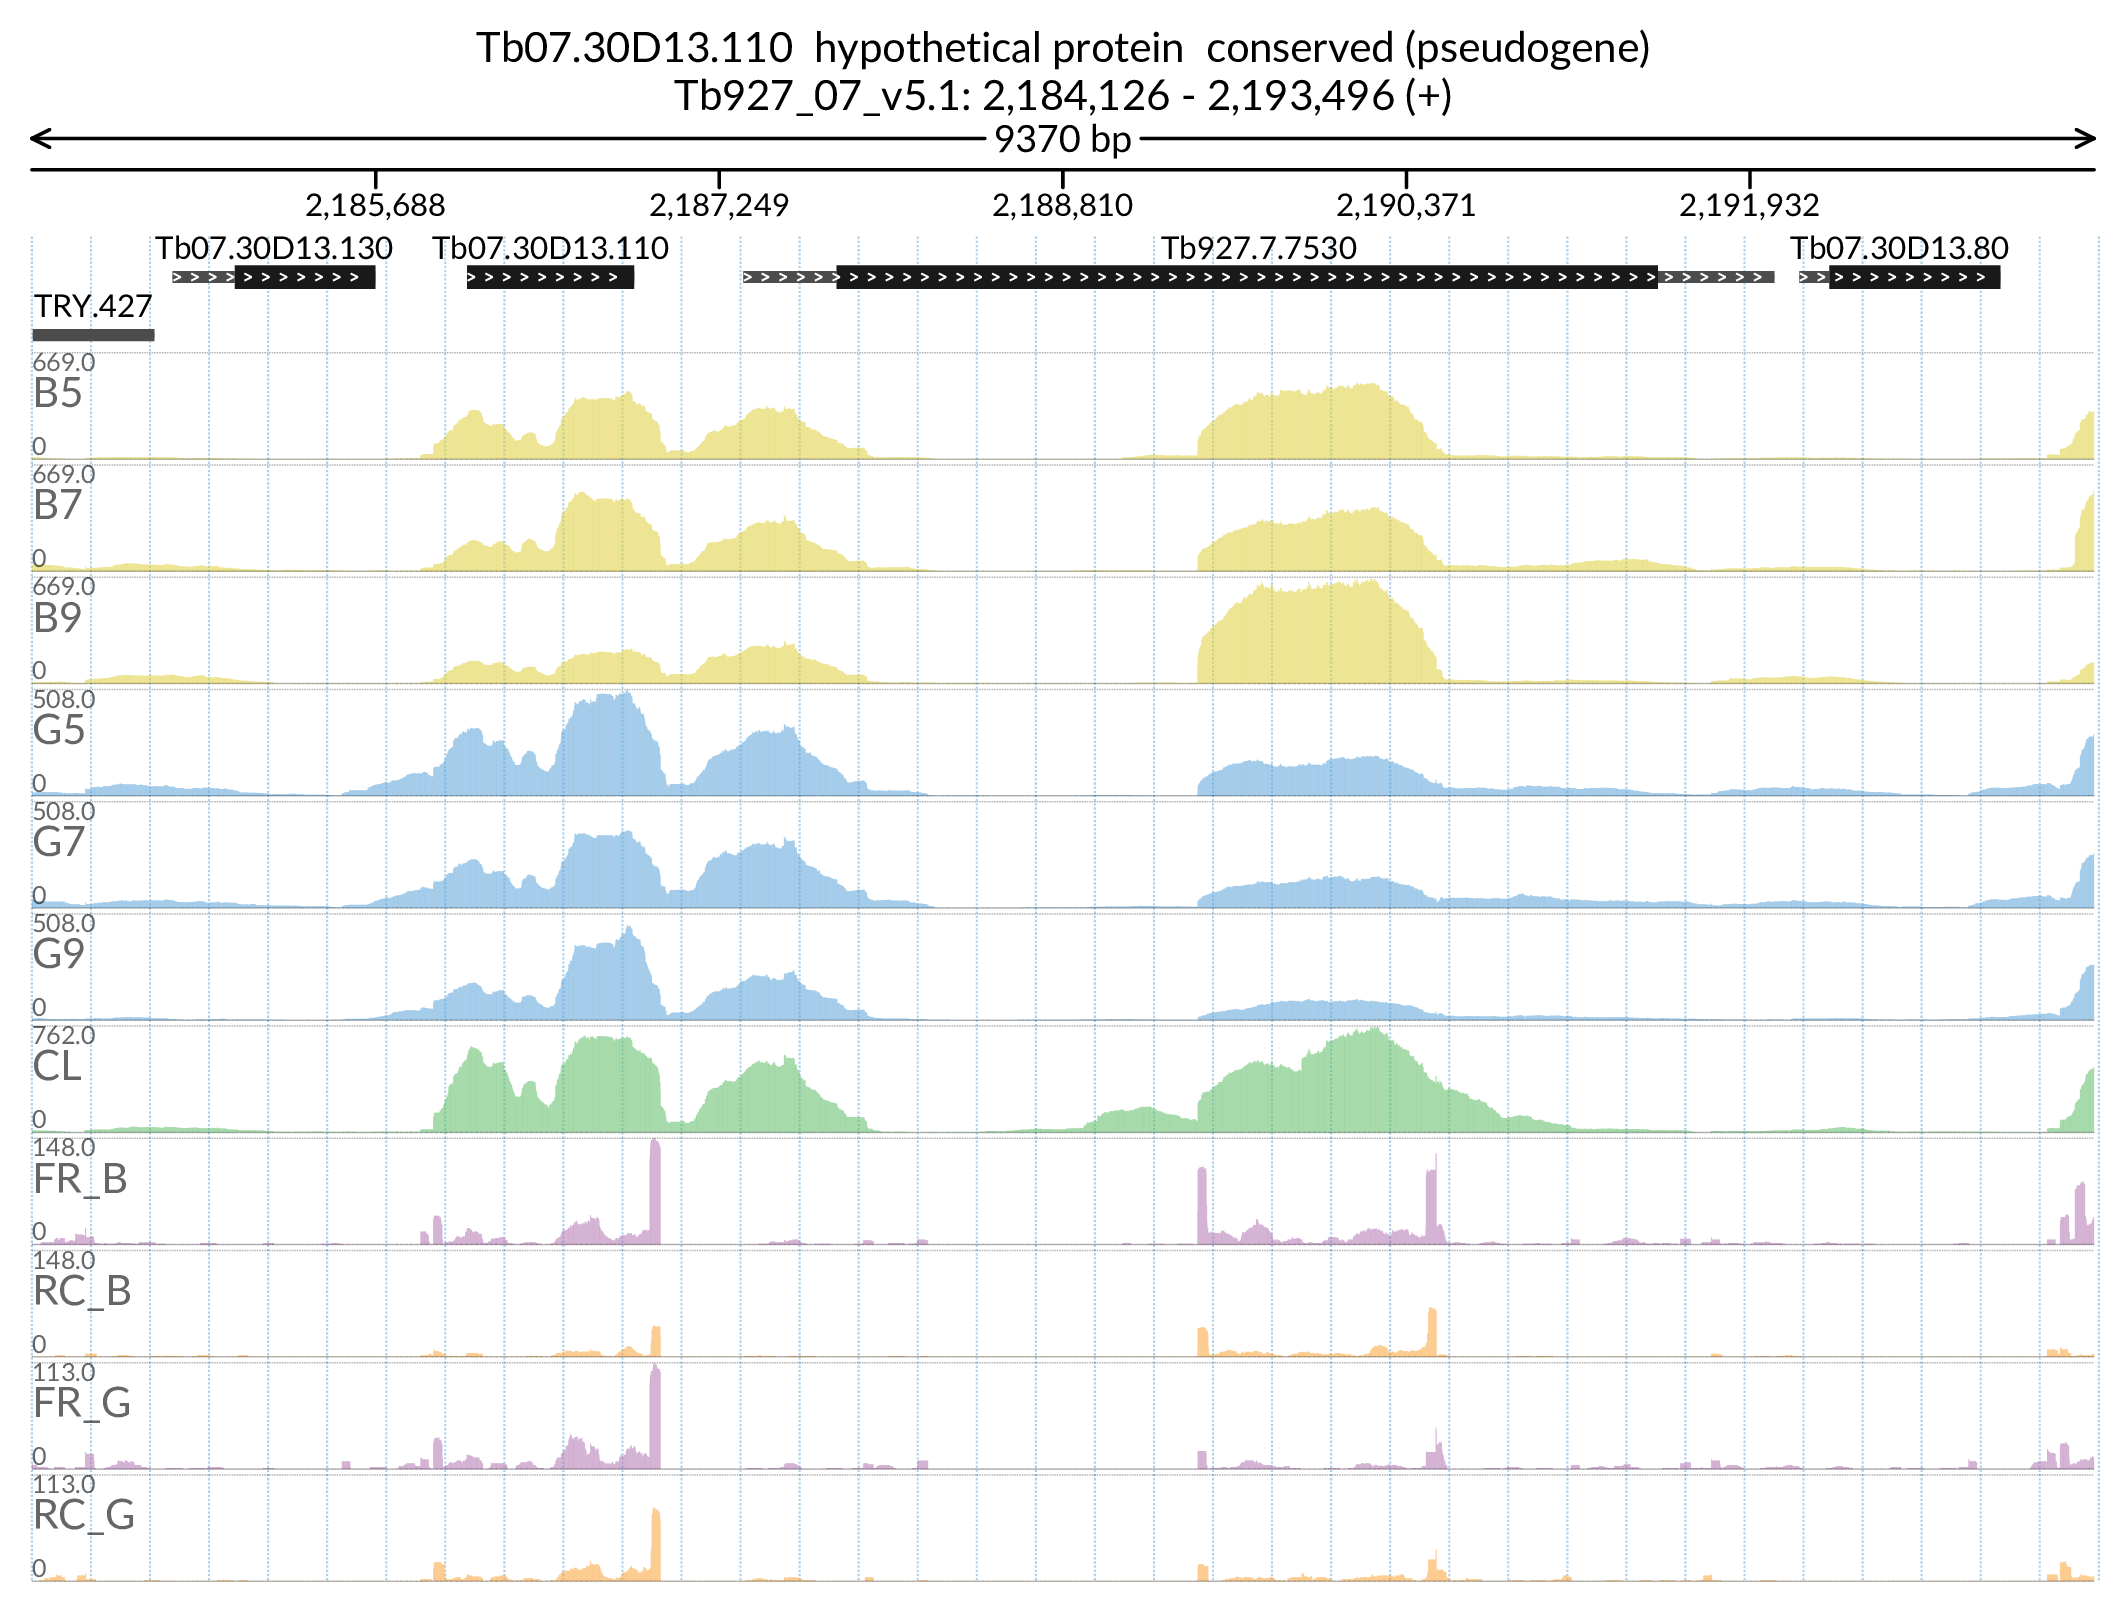 Tb07.30D13.110 hypothetical protein conserved (pseudogene)
Tb927_07_v5.1: 2,184,126 - 2,193,496 (+)
9370 bp
2,185,688 2,187,249 2,188,810 2,190,371 2,191,932
Tb07.30D13.130 Tb07.30D13.110 Tb927.7.7530 Tb07.30D13.80
TRY.427
669.0
B5
0
669.0
B7
0
669.0
B9
0
508.0
G5
0
508.0
G7
0
508.0
G9
0
762.0
CL
0
148.0
FR_B
0
148.0
RC_B
0
113.0
FR_G
0
113.0
RC_G
0